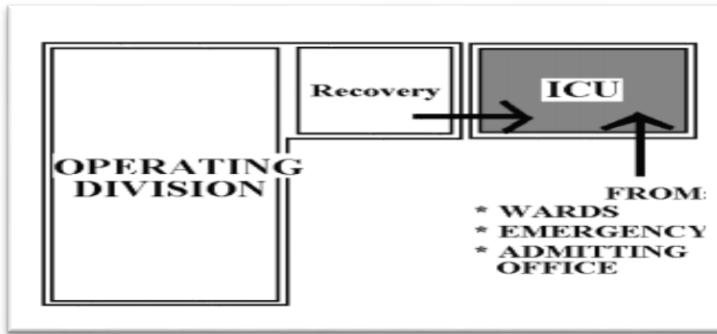 Recovery
ICU
OPERATING
DIVISION
FROM:
* WARDS
* EMERGENCY
* ADMITTING
OFFICE